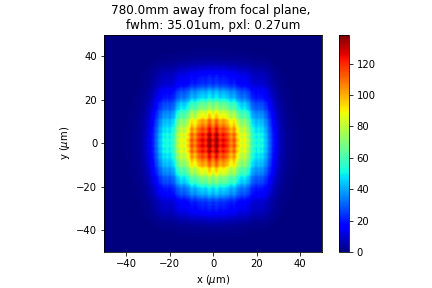 780.0mm away from focal plane,
fwhm: 35.01um, pxl: 0.27um
40
20
0
−20
−40
y (μm)
−40 −20 0 20 40
x (μm)
120
100
80
60
40
20
0